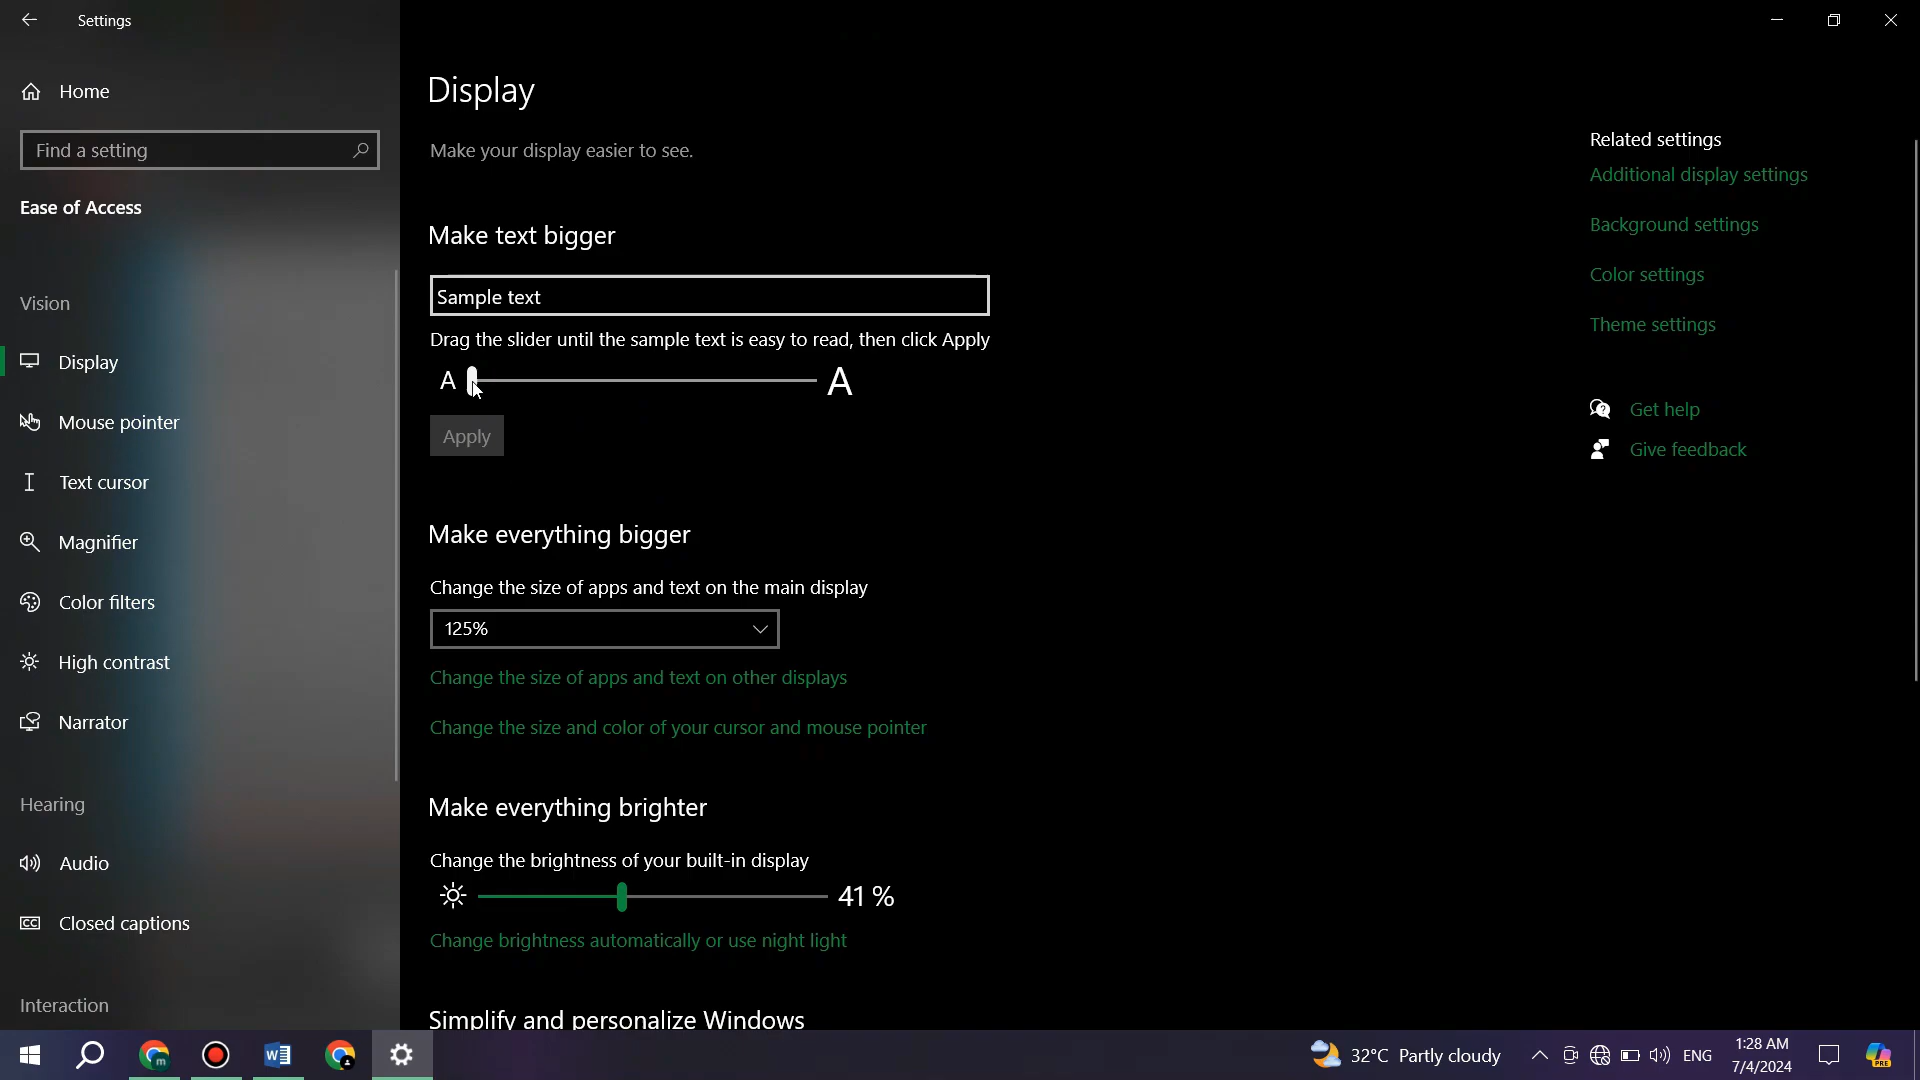 Settings
Home
Find a setting
Ease of Access
Vision
Display
Mouse pointer
Text cursor
Magnifier
Color filters
High contrast
Narrator
Hearing
Audio
Closed captions
Interaction
Display
Make your display easier to see.
Make text bigger
Sample text
Drag the slider until the sample text is easy to read, then click Apply
A A
Apply
Make everything bigger
Change the size of apps and text on the main display
125%
Change the size of apps and text on other displays
Change the size and color of your cursor and mouse pointer
Make everything brighter
Change the brightness of your built-in display
41 %
Change brightness automatically or use night light
Simplify and personalize Windows
Related settings
Additional display settings
Background settings
Color settings
Theme settings
Get help
Give feedback
32°C Partly cloudy
ENG
1:28 AM
7/4/2024